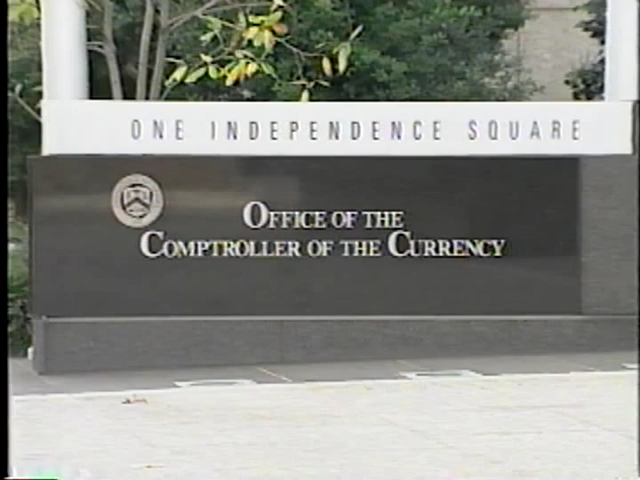 ONE INDEPENDENCE SQUARE
OFFICE OF THE
COMPTROLLER OF THE CURRENCY